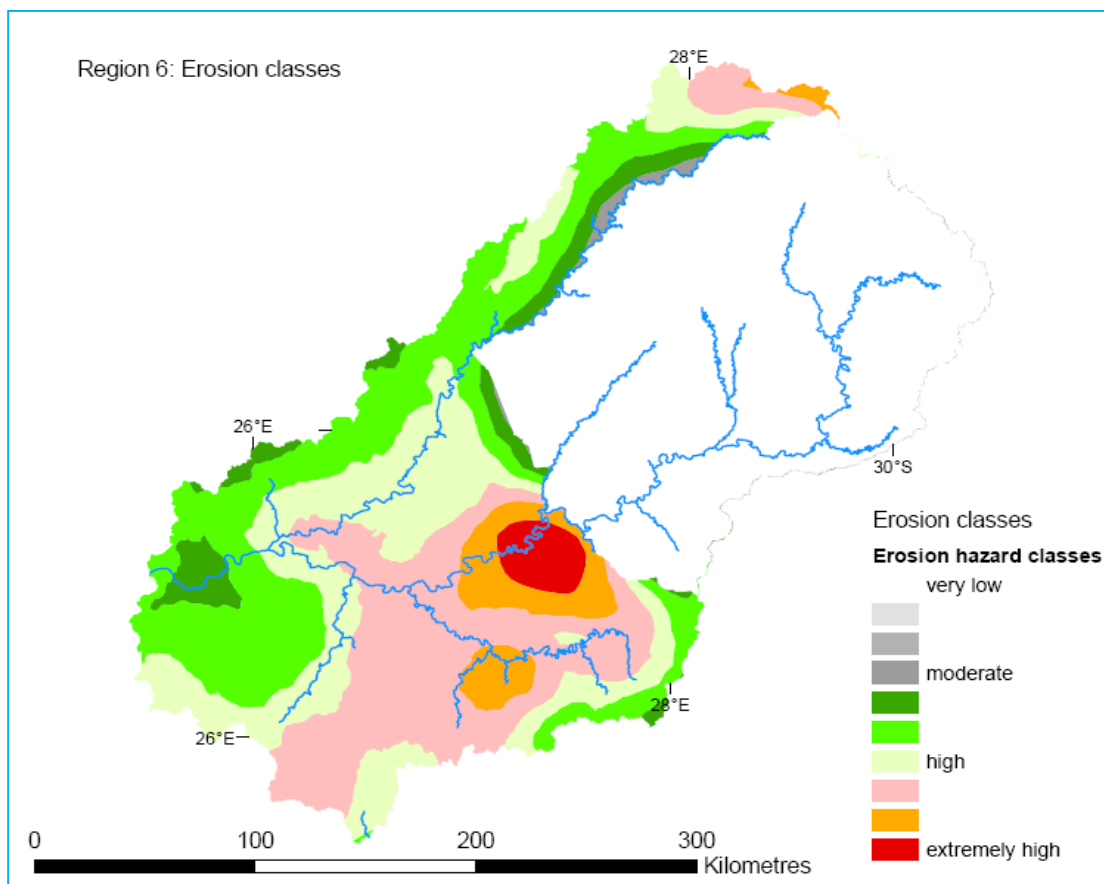 Region 6: Erosion classes
28°E
26°E
30°S
28°E
26°E
Erosion classes
Erosion hazard classes
very low
moderate
high
extremely high
0 100 200 300
Kilometres